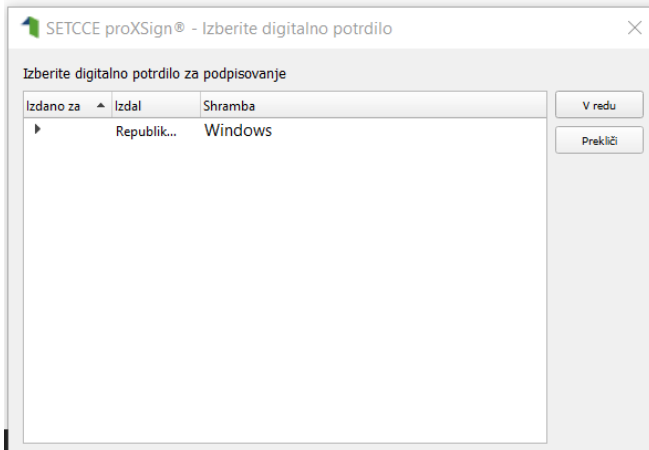 SETCCE proXSign® - Izberite digitalno potrdilo
Izberite digitalno potrdilo za podpisovanje
Izdano za Izdal Shramba
Republik... Windows
V redu
Prekliči